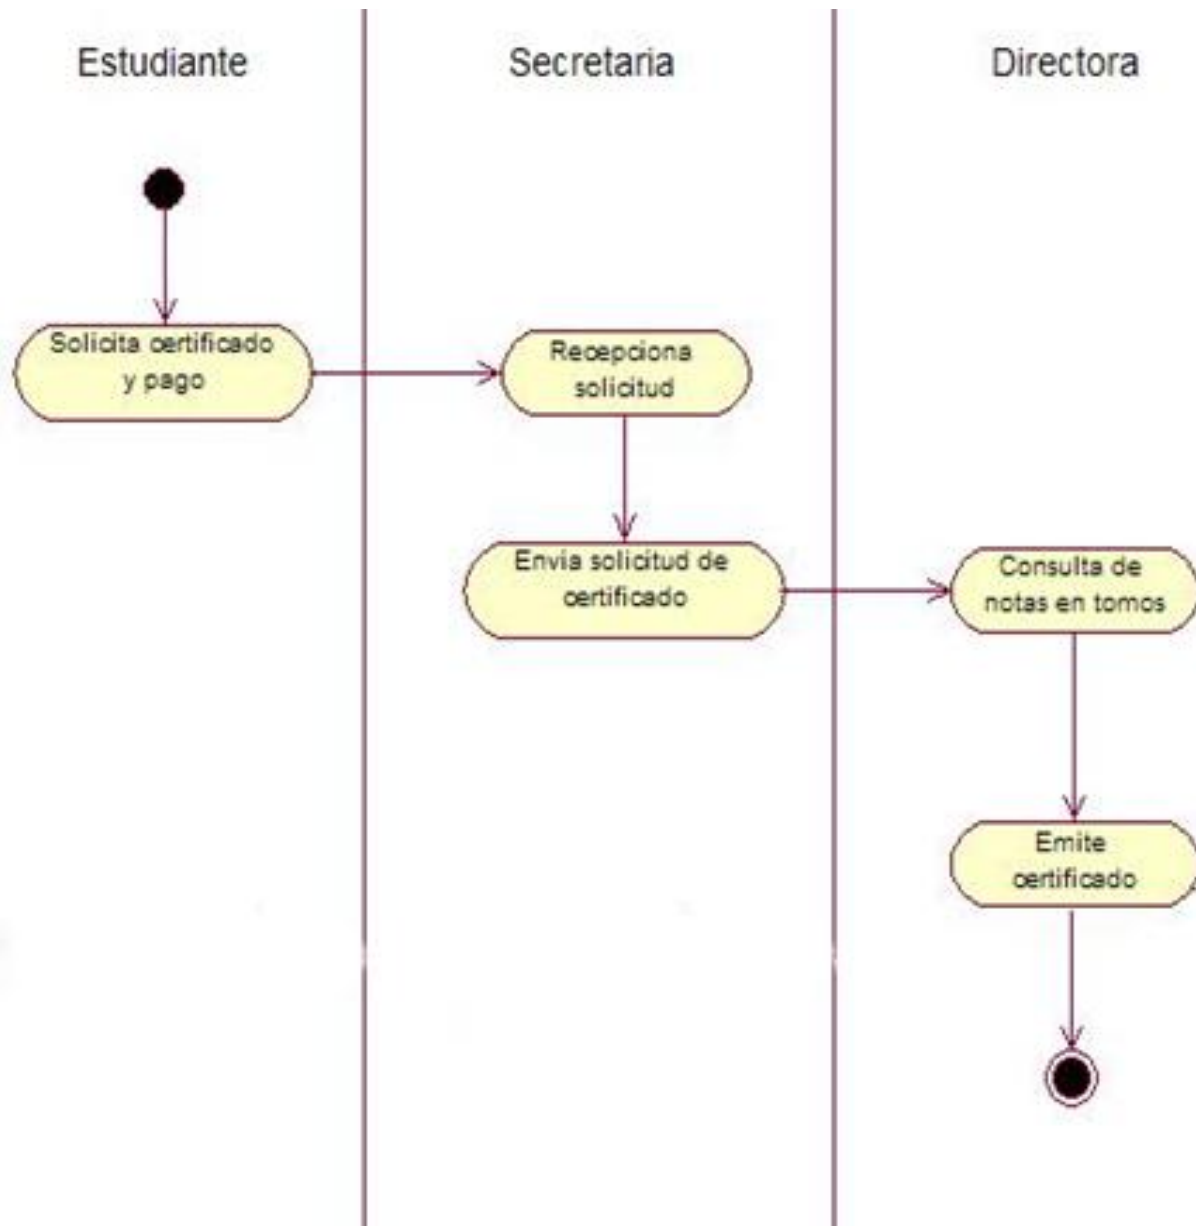 Estudiante
Secretaria
Directora
Solicita certificado
y pago
Recepciona
solicitud
Envia solicitud de
certificado
Consulta de
notas en tomos
Emite
certificado